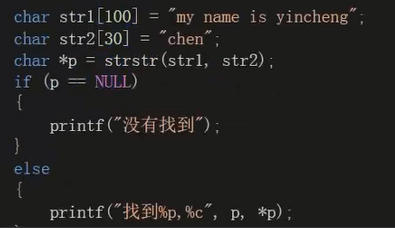 char str1[100] = "my name is yincheng";
char str2[30] = "chen";
char *p = strstr(str1, str2);
if (p == NULL)
{
printf("没有找到");
}
else
{
printf("找到%p,%c", p, *p);